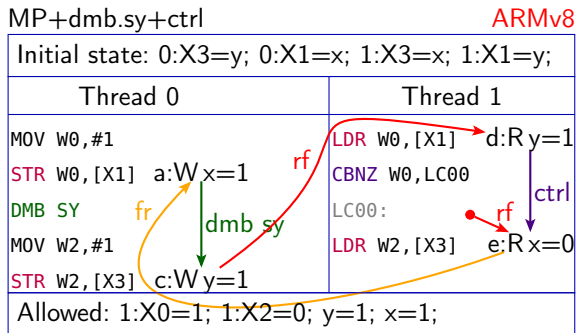 MP+dmb.sy+ctrl ARMv8
Initial state: 0:X3=y; 0:X1=x; 1:X3=x; 1:X1=y;
Thread 0 Thread 1
MOV W0,#1 LDR W0,[X1] d:R y=1
STR W0,[X1] a:W x=1 rf CBNZ W0,LC00 ctrl
DMB SY fr dmb sy LC00: rf
MOV W2,#1 LDR W2,[X3] e:R x=0
STR W2,[X3] c:W y=1
Allowed: 1:X0=1; 1:X2=0; y=1; x=1;